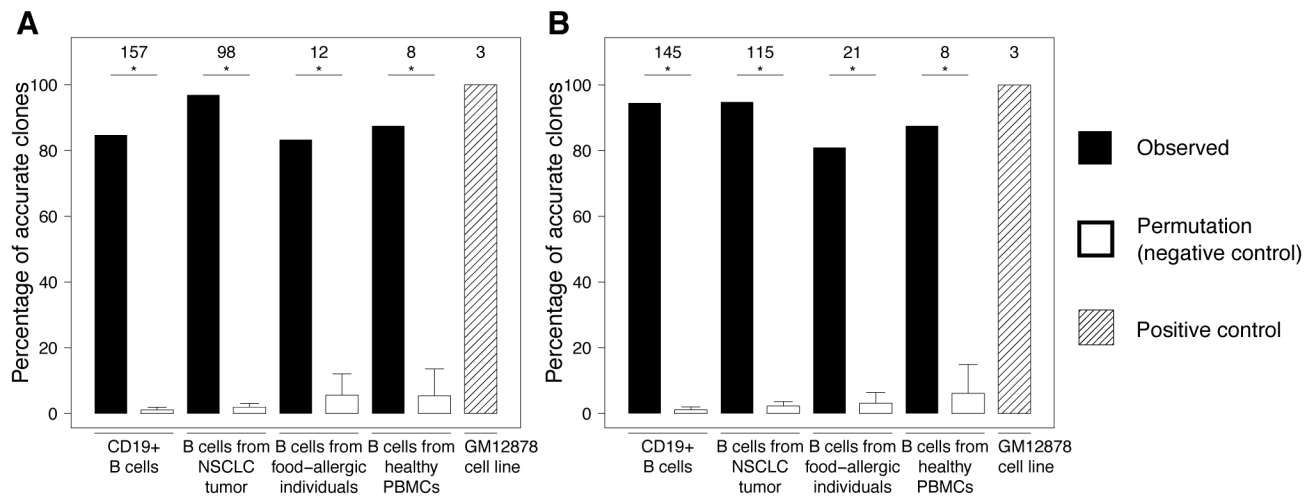 A
B
157 98 12 8 3
* * * *
145 115 21 8 3
* * * *
Percentage of accurate clones
100
80
60
40
20
0
CD19+
B cells
B cells from
NSCLC
tumor
B cells from
food−allergic
individuals
B cells from
healthy
PBMCs
GM12878
cell line
Percentage of accurate clones
100
80
60
40
20
0
CD19+
B cells
B cells from
NSCLC
tumor
B cells from
food−allergic
individuals
B cells from
healthy
PBMCs
GM12878
cell line
Observed
Permutation
(negative control)
Positive control